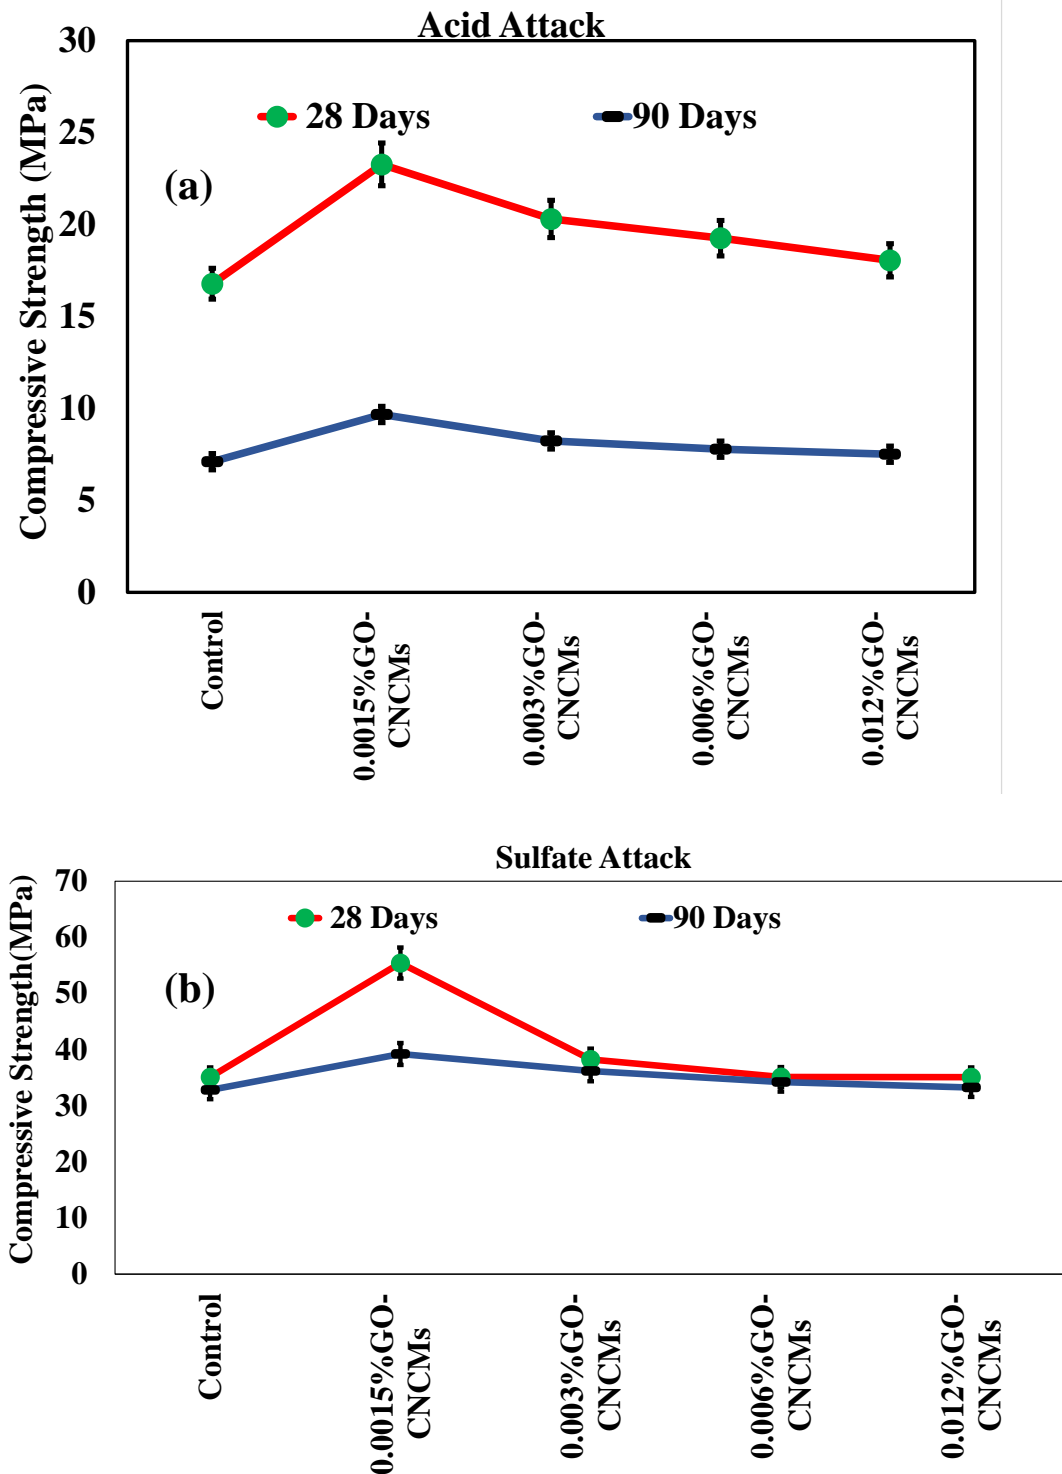 Acid Attack
30
25
20
15
10
5
0
Compressive Strength (MPa)
28 Days
90 Days
(a)
Control
0.0015%GO-
CNCMs
0.003%GO-
CNCMs
0.006%GO-
CNCMs
0.012%GO-
CNCMs
Sulfate Attack
70
60
50
40
30
20
10
0
Compressive Strength(MPa)
28 Days
90 Days
(b)
Control
0.0015%GO-
CNCMs
0.003%GO-
CNCMs
0.006%GO-
CNCMs
0.012%GO-
CNCMs